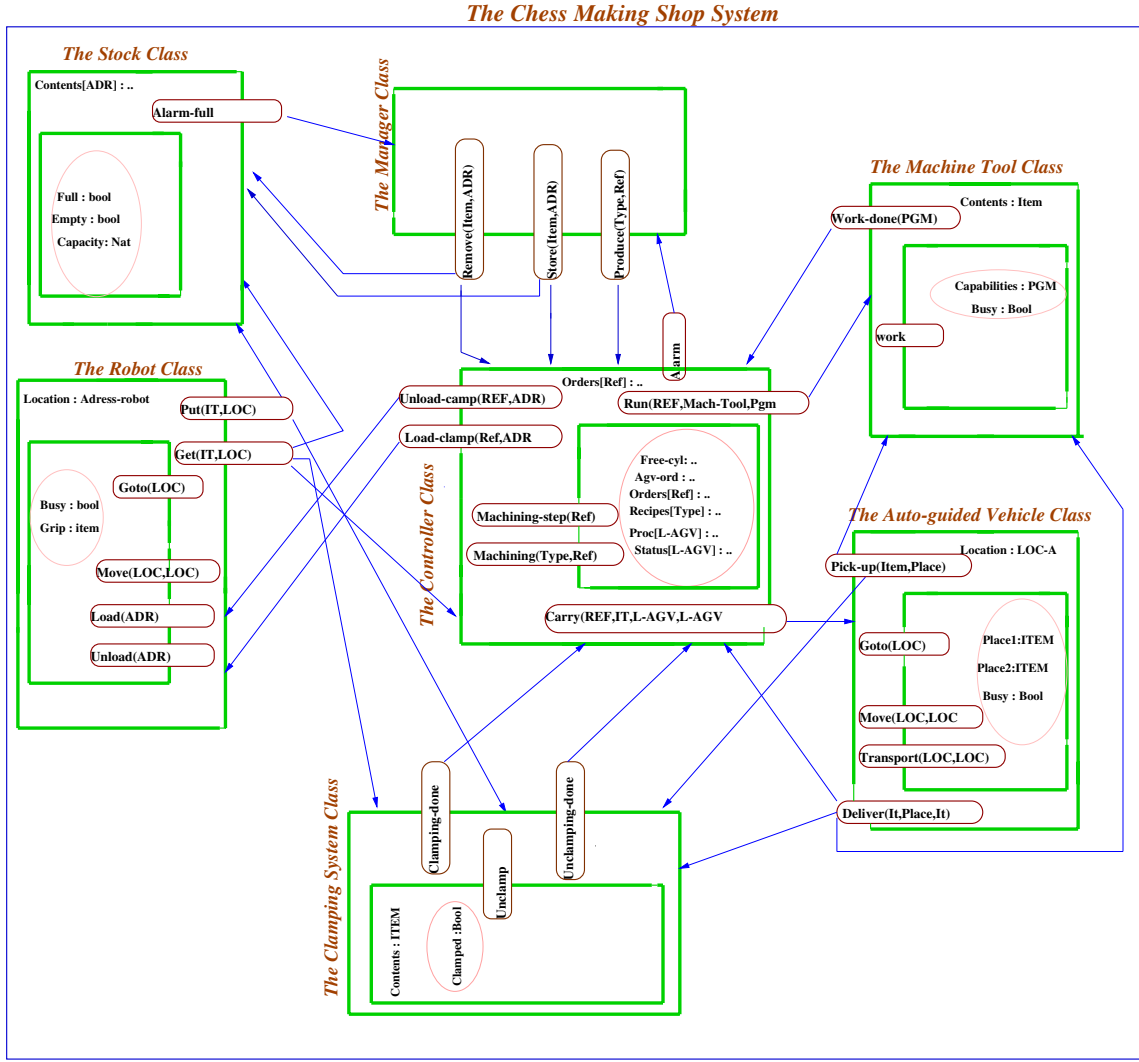 The Chess Making Shop System
The Stock Class
Contents[ADR] : ..
Alarm-full
Full : bool
Empty : bool
Capacity: Nat
The Manager Class
Remove(Item,ADR)
Store(Item,ADR)
Produce(Type,Ref)
The Machine Tool Class
Contents : Item
Work-done(PGM)
Capabilities : PGM
Busy : Bool
work
The Robot Class
Location : Adress-robot
Put(IT,LOC)
Get(IT,LOC)
Goto(LOC)
Busy : bool
Grip : item
Move(LOC,LOC)
Load(ADR)
Unload(ADR)
The Controller Class
Alarm
Orders[Ref] : ..
Unload-camp(REF,ADR)
Run(REF,Mach-Tool,Pgm
Load-clamp(Ref,ADR
Free-cyl: ..
Agv-ord : ..
Orders[Ref] : ..
Recipes[Type] : ..
Proc[L-AGV] : ..
Status[L-AGV] : ..
Machining-step(Ref)
Machining(Type,Ref)
Carry(REF,IT,L-AGV,L-AGV
The Auto-guided Vehicle Class
Location : LOC-A
Pick-up(Item,Place)
Place1:ITEM
Goto(LOC)
Place2:ITEM
Busy : Bool
Move(LOC,LOC
Transport(LOC,LOC)
Deliver(It,Place,It)
The Clamping System Class
Clamping-done
Unclamping-done
Unclamp
Contents : ITEM
Clamped :Bool